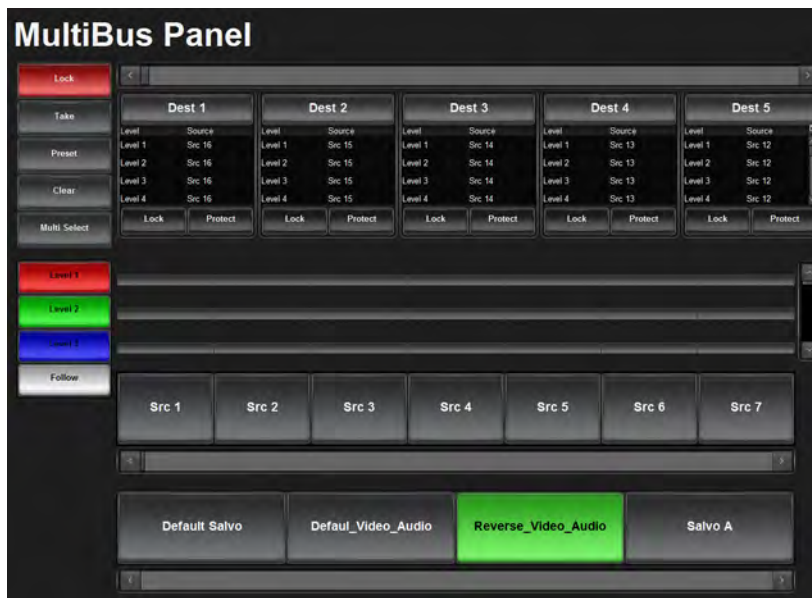 MultiBus Panel
Lock
Take
Preset
Clear
Multi Select
Dest 1 Dest 2 Dest 3 Dest 4 Dest 5
Level Source Level Source Level Source Level Source Level Source
Level 1 Src 16 Level 1 Src 15 Level 1 Src 14 Level 1 Src 13 Level 1 Src 12
Level 2 Src 16 Level 2 Src 15 Level 2 Src 14 Level 2 Src 13 Level 2 Src 12
Level 3 Src 16 Level 3 Src 15 Level 3 Src 14 Level 3 Src 13 Level 3 Src 12
Level 4 Src 16 Level 4 Src 15 Level 4 Src 14 Level 4 Src 13 Level 4 Src 12
Lock Protect Lock Protect Lock Protect Lock Protect Lock Protect
Level 1
Level 2
Level 3
Follow
Src 1 Src 2 Src 3 Src 4 Src 5 Src 6 Src 7
Default Salvo Defaul_Video_Audio Reverse_Video_Audio Salvo A